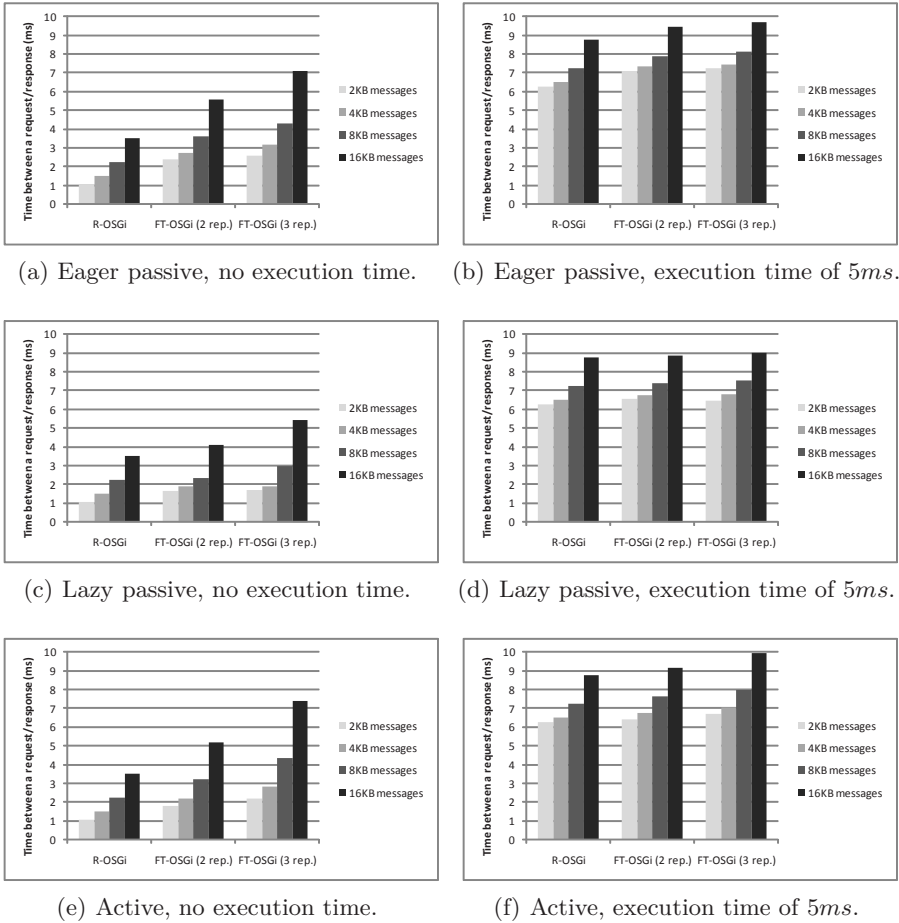 Time between a request/response (ms)
10
9
8
7
6
5
4
3
2
1
0
R-OSGi FT-OSGi (2 rep.) FT-OSGi (3 rep.)
2KB messages
4KB messages
8KB messages
16KB messages
(a) Eager passive, no execution time.
Time between a request/response (ms)
10
9
8
7
6
5
4
3
2
1
0
R-OSGi FT-OSGi (2 rep.) FT-OSGi (3 rep.)
2KB messages
4KB messages
8KB messages
16KB messages
(b) Eager passive, execution time of 5ms.
Time between a request/response (ms)
10
9
8
7
6
5
4
3
2
1
0
R-OSGi FT-OSGi (2 rep.) FT-OSGi (3 rep.)
2KB messages
4KB messages
8KB messages
16KB messages
(c) Lazy passive, no execution time.
Time between a request/response (ms)
10
9
8
7
6
5
4
3
2
1
0
R-OSGi FT-OSGi (2 rep.) FT-OSGi (3 rep.)
2KB messages
4KB messages
8KB messages
16KB messages
(d) Lazy passive, execution time of 5ms.
Time between a request/response (ms)
10
9
8
7
6
5
4
3
2
1
0
R-OSGi FT-OSGi (2 rep.) FT-OSGi (3 rep.)
2KB messages
4KB messages
8KB messages
16KB messages
(e) Active, no execution time.
Time between a request/response (ms)
10
9
8
7
6
5
4
3
2
1
0
R-OSGi FT-OSGi (2 rep.) FT-OSGi (3 rep.)
2KB messages
4KB messages
8KB messages
16KB messages
(f) Active, execution time of 5ms.